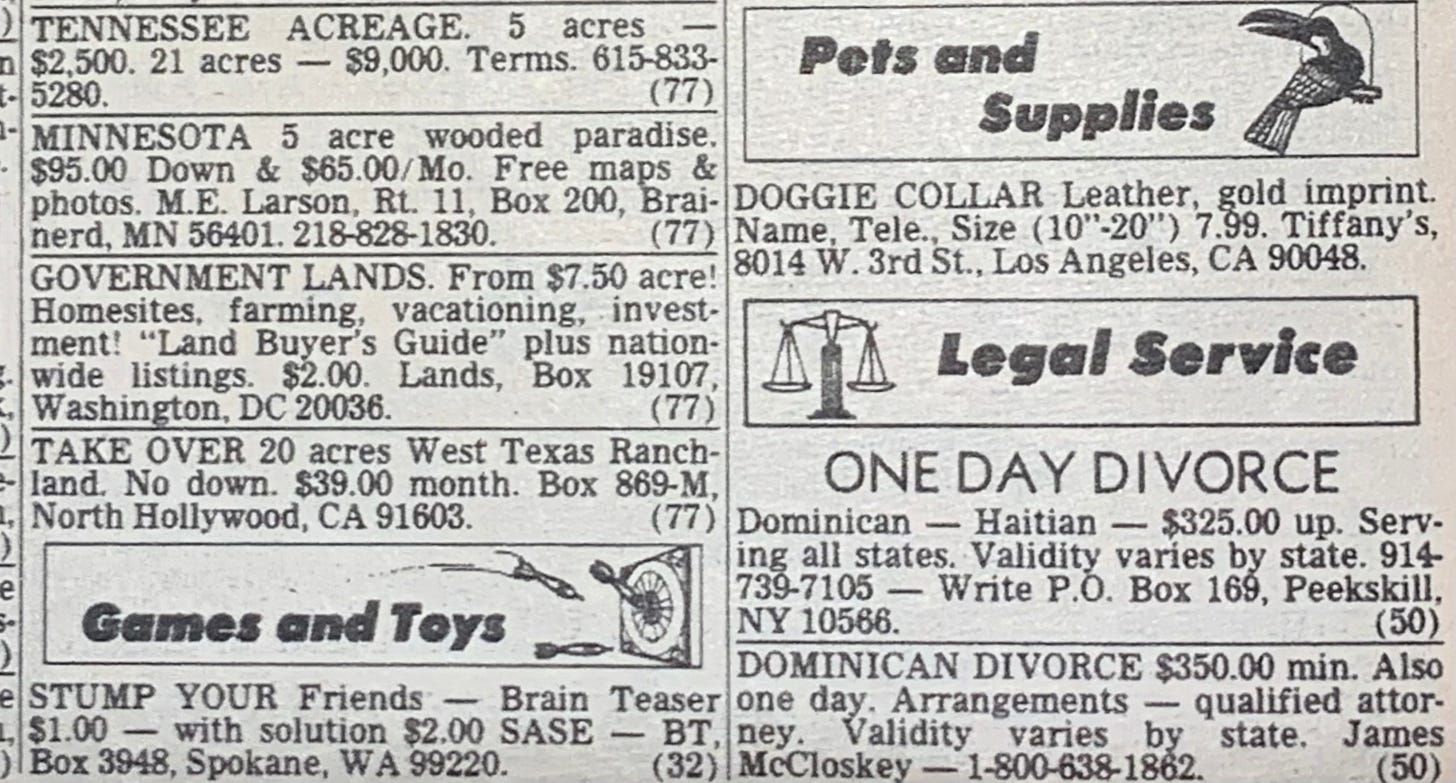 TENNESSEE ACREAGE. 5 acres —
$2,500. 21 acres — $9,000. Terms. 615-833-
5280. (77)
MINNESOTA 5 acre wooded paradise.
$95.00 Down & $65.00/Mo. Free maps &
photos. M.E. Larson, Rt. 11, Box 200, Brai-
nerd, MN 56401. 218-828-1830. (77)
GOVERNMENT LANDS. From $7.50 acre!
Homesites, farming, vacationing, invest-
ment! “Land Buyer’s Guide” plus nation-
wide listings. $2.00. Lands, Box 19107,
Washington, DC 20036. (77)
TAKE OVER 20 acres West Texas Ranch-
land. No down. $39.00 month. Box 869-M,
North Hollywood, CA 91603. (77)
Games and Toys
STUMP YOUR Friends — Brain Teaser
$1.00 — with solution $2.00 SASE — BT,
Box 3948, Spokane, WA 99220. (32)
Pets and
Supplies
DOGGIE COLLAR Leather, gold imprint.
Name, Tele., Size (10”-20”) 7.99. Tiffany’s,
8014 W. 3rd St., Los Angeles, CA 90048.
Legal Service
ONE DAY DIVORCE
Dominican — Haitian — $325.00 up. Serv-
ing all states. Validity varies by state. 914-
739-7105 — Write P.O. Box 169, Peekskill,
NY 10566. (50)
DOMINICAN DIVORCE $350.00 min. Also
one day. Arrangements — qualified attor-
ney. Validity varies by state. James
McCloskey — 1-800-638-1862. (50)